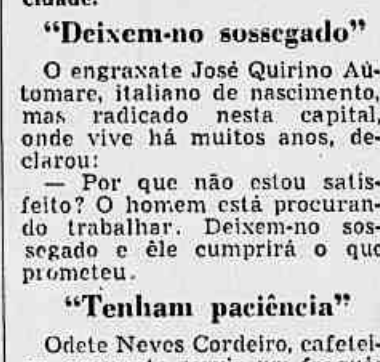 cidade.
“Deixem-no sossegado”
O engraxate José Quirino Aú-
tomare, italiano de nascimento,
mas radicado nesta capital,
onde vive há muitos anos, de-
clarou:
— Por que não estou satis-
feito? O homem está procuran-
do trabalhar. Deixem-no sos-
segado e êle cumprirá o que
prometeu.
“Tenham paciência”
Odete Neves Cordeiro, cafetei-